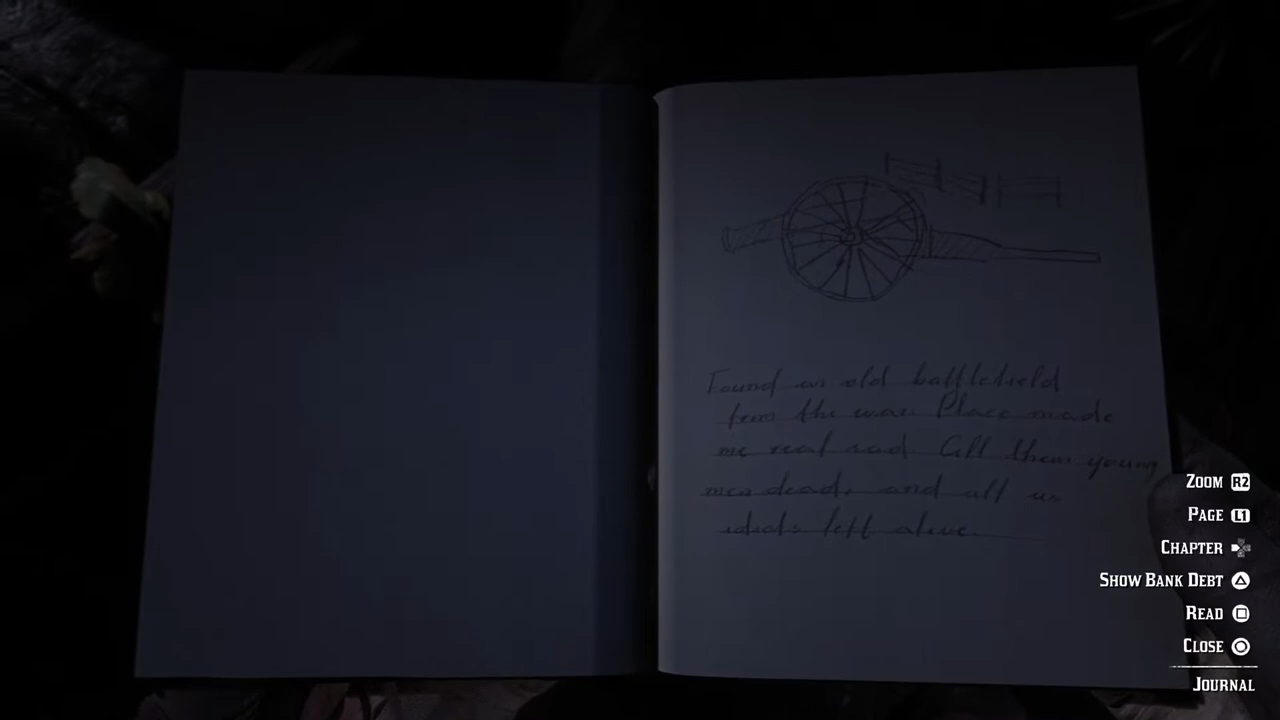 Found an old battlefield
from the war. Place made
me real sad. All them young
men dead, and all us
idiots left alive.
ZOOM R2
PAGE L1
CHAPTER
SHOW BANK DEBT
READ
CLOSE
JOURNAL